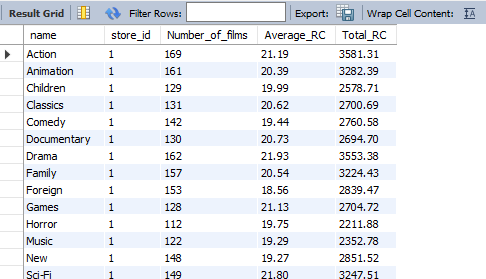 Result Grid Filter Rows: Export: Wrap Cell Content:
name store_id Number_of_films Average_RC Total_RC
Action 1 169 21.19 3581.31
Animation 1 161 20.39 3282.39
Children 1 129 19.99 2578.71
Classics 1 131 20.62 2700.69
Comedy 1 142 19.44 2760.58
Documentary 1 130 20.73 2694.70
Drama 1 162 21.93 3553.38
Family 1 157 20.54 3224.43
Foreign 1 153 18.56 2839.47
Games 1 128 21.13 2704.72
Horror 1 112 19.75 2211.88
Music 1 122 19.29 2352.78
New 1 148 19.27 2851.52
Sci-Fi 1 149 21.80 3247.51